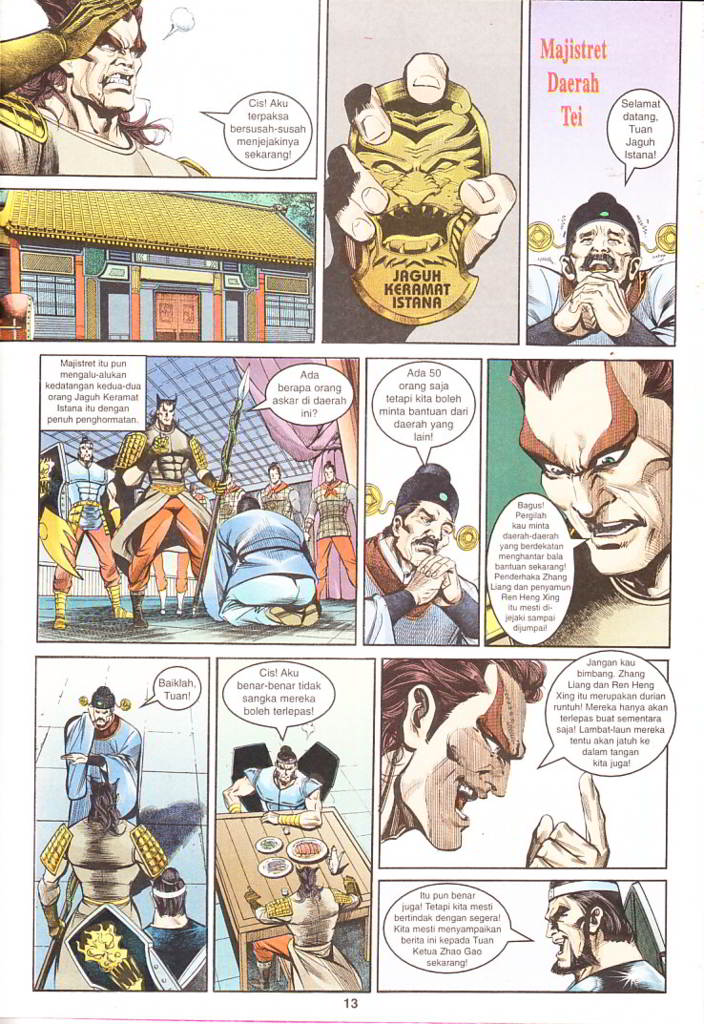 Cis! Aku
terpaksa
bersusah-susah
menjejakinya
sekarang!
JAGUH
KERAMAT
ISTANA
Majistret
Daerah
Tei
Selamat
datang,
Tuan
Jaguh
Istana!
Majistret itu pun
mengalu-alukan
kedatangan kedua-dua
orang Jaguh Keramat
Istana itu dengan
penuh penghormatan.
Ada
berapa orang
askar di daerah
ini?
Ada 50
orang saja
tetapi kita boleh
minta bantuan dari
daerah yang
lain!
Bagus!
Pergilah
kau minta
daerah-daerah
yang berdekatan
menghantar bala
bantuan sekarang!
Penderhaka Zhang
Liang dan penyamun
Ren Heng Xing
itu mesti di-
jejaki sampai
dijumpai!
Baiklah,
Tuan!
Cis! Aku
benar-benar tidak
sangka mereka
boleh terlepas!
Jangan kau
bimbang. Zhang
Liang dan Ren Heng
Xing itu merupakan durian
runtuh! Mereka hanya akan
terlepas buat sementara
saja! Lambat-laun mereka
tentu akan jatuh ke
dalam tangan
kita juga!
Itu pun benar
juga! Tetapi kita mesti
bertindak dengan segera!
Kita mesti menyampaikan
berita ini kepada Tuan
Ketua Zhao Gao
sekarang!
13